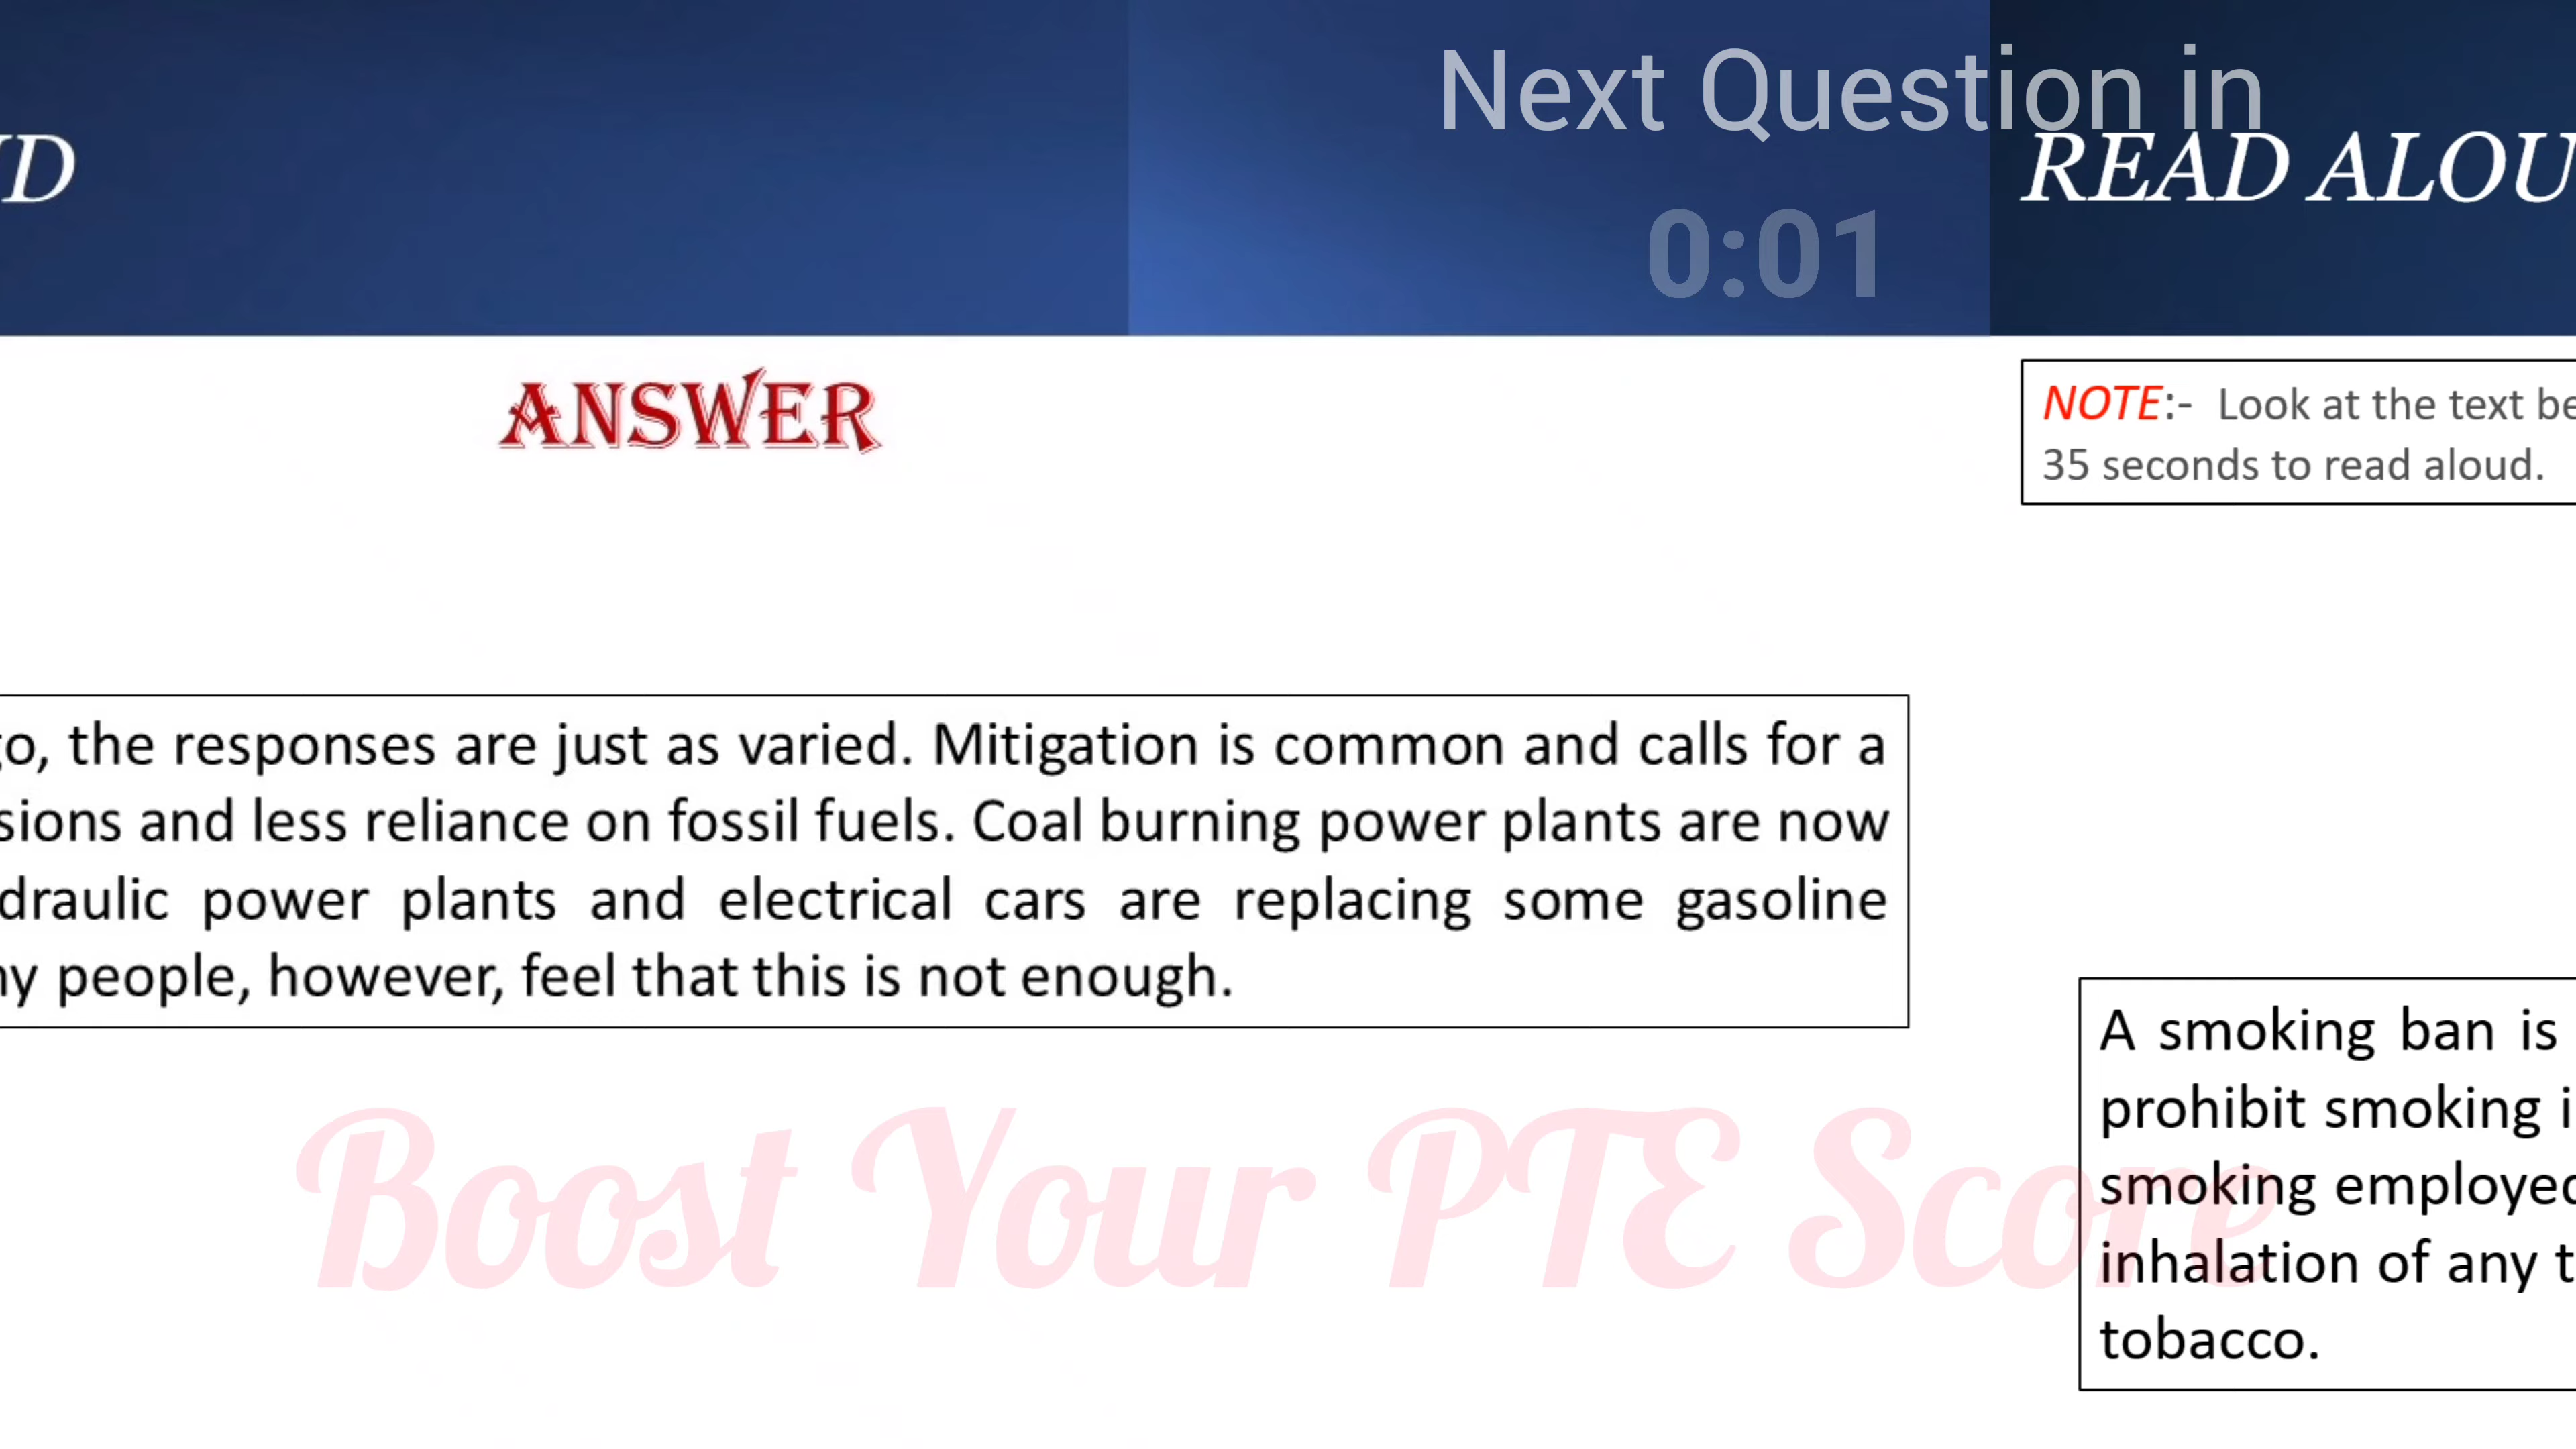 Next Question in
READ ALOU
0:01
ANSWER
NOTE:- Look at the text be
35 seconds to read aloud.
go, the responses are just as varied. Mitigation is common and calls for a
sions and less reliance on fossil fuels. Coal burning power plants are now
draulic power plants and electrical cars are replacing some gasoline
ny people, however, feel that this is not enough.
A smoking ban is
prohibit smoking i
smoking employed
inhalation of any t
tobacco.
Boost Your PTE Score